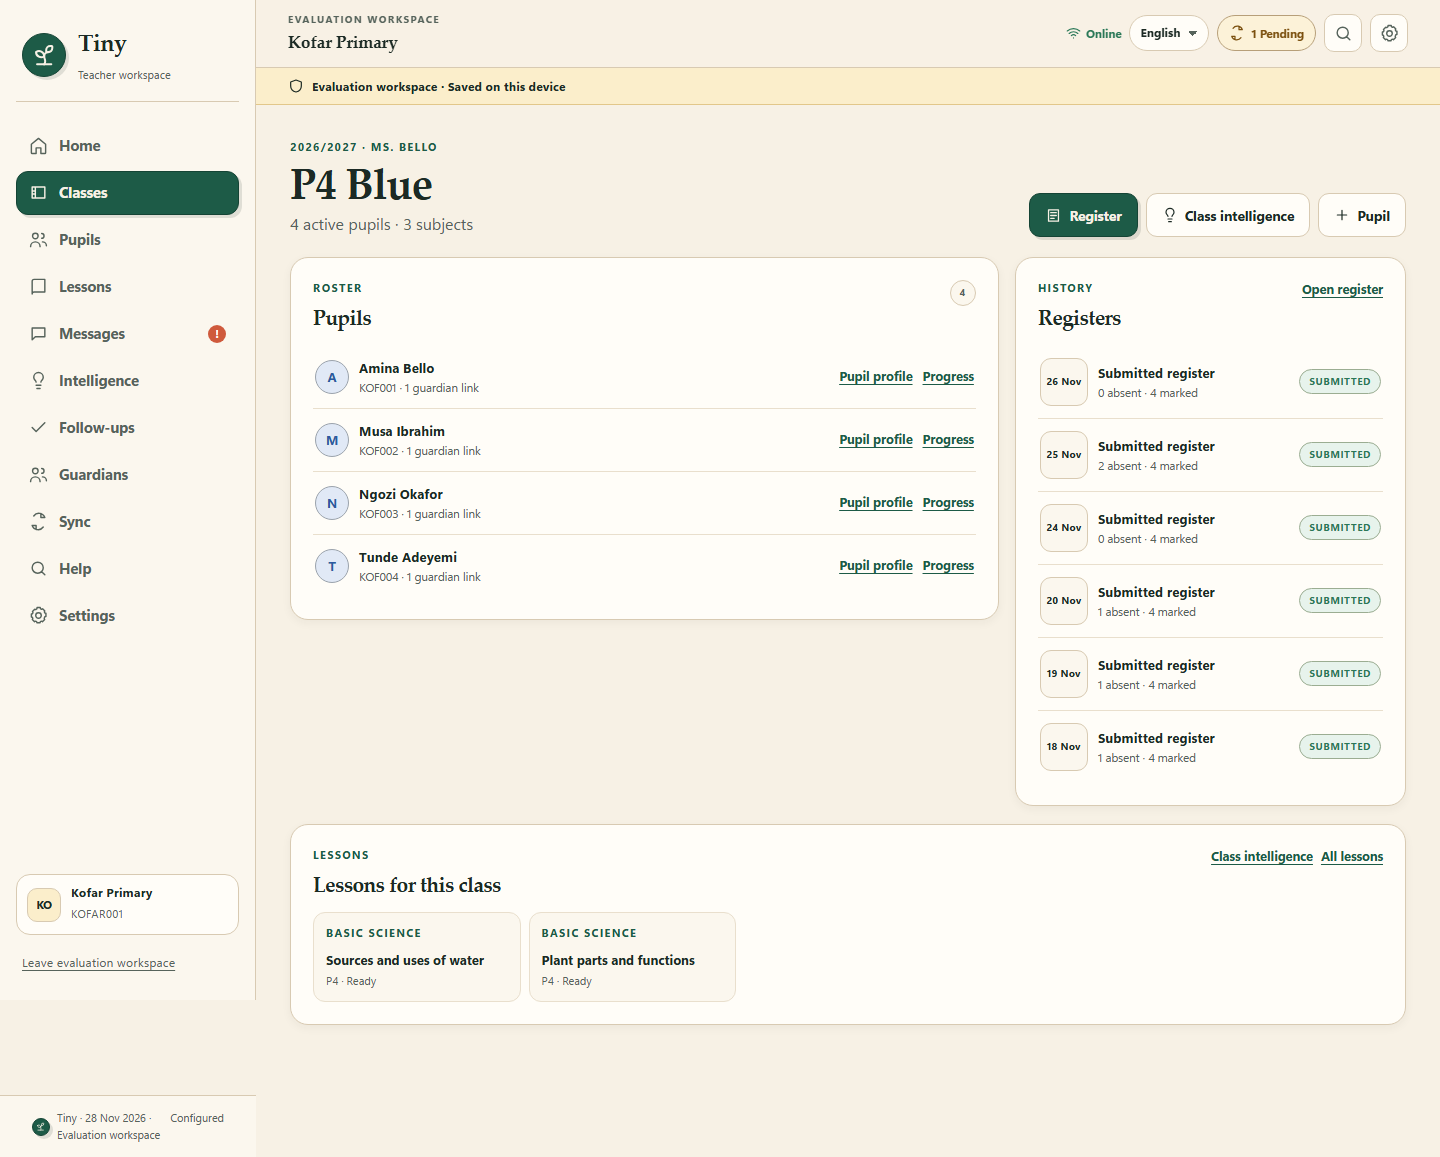 Tiny
Teacher workspace
Home
Classes
Pupils
Lessons
Messages
!
Intelligence
Follow-ups
Guardians
Sync
Help
Settings
KO
Kofar Primary
KOFAR001
Leave evaluation workspace
Tiny · 28 Nov 2026 ·
Evaluation workspace
Configured
EVALUATION WORKSPACE
Kofar Primary
Online
English
1 Pending
Evaluation workspace · Saved on this device
2026/2027 · MS. BELLO
P4 Blue
4 active pupils · 3 subjects
Register
Class intelligence
Pupil
ROSTER
Pupils
4
A
Amina Bello
KOF001 · 1 guardian link
Pupil profile Progress
M
Musa Ibrahim
KOF002 · 1 guardian link
Pupil profile Progress
N
Ngozi Okafor
KOF003 · 1 guardian link
Pupil profile Progress
T
Tunde Adeyemi
KOF004 · 1 guardian link
Pupil profile Progress
HISTORY
Registers
Open register
26 Nov
Submitted register
0 absent · 4 marked
SUBMITTED
25 Nov
Submitted register
2 absent · 4 marked
SUBMITTED
24 Nov
Submitted register
0 absent · 4 marked
SUBMITTED
20 Nov
Submitted register
1 absent · 4 marked
SUBMITTED
19 Nov
Submitted register
1 absent · 4 marked
SUBMITTED
18 Nov
Submitted register
1 absent · 4 marked
SUBMITTED
LESSONS
Lessons for this class
Class intelligence All lessons
BASIC SCIENCE
Sources and uses of water
P4 · Ready
BASIC SCIENCE
Plant parts and functions
P4 · Ready